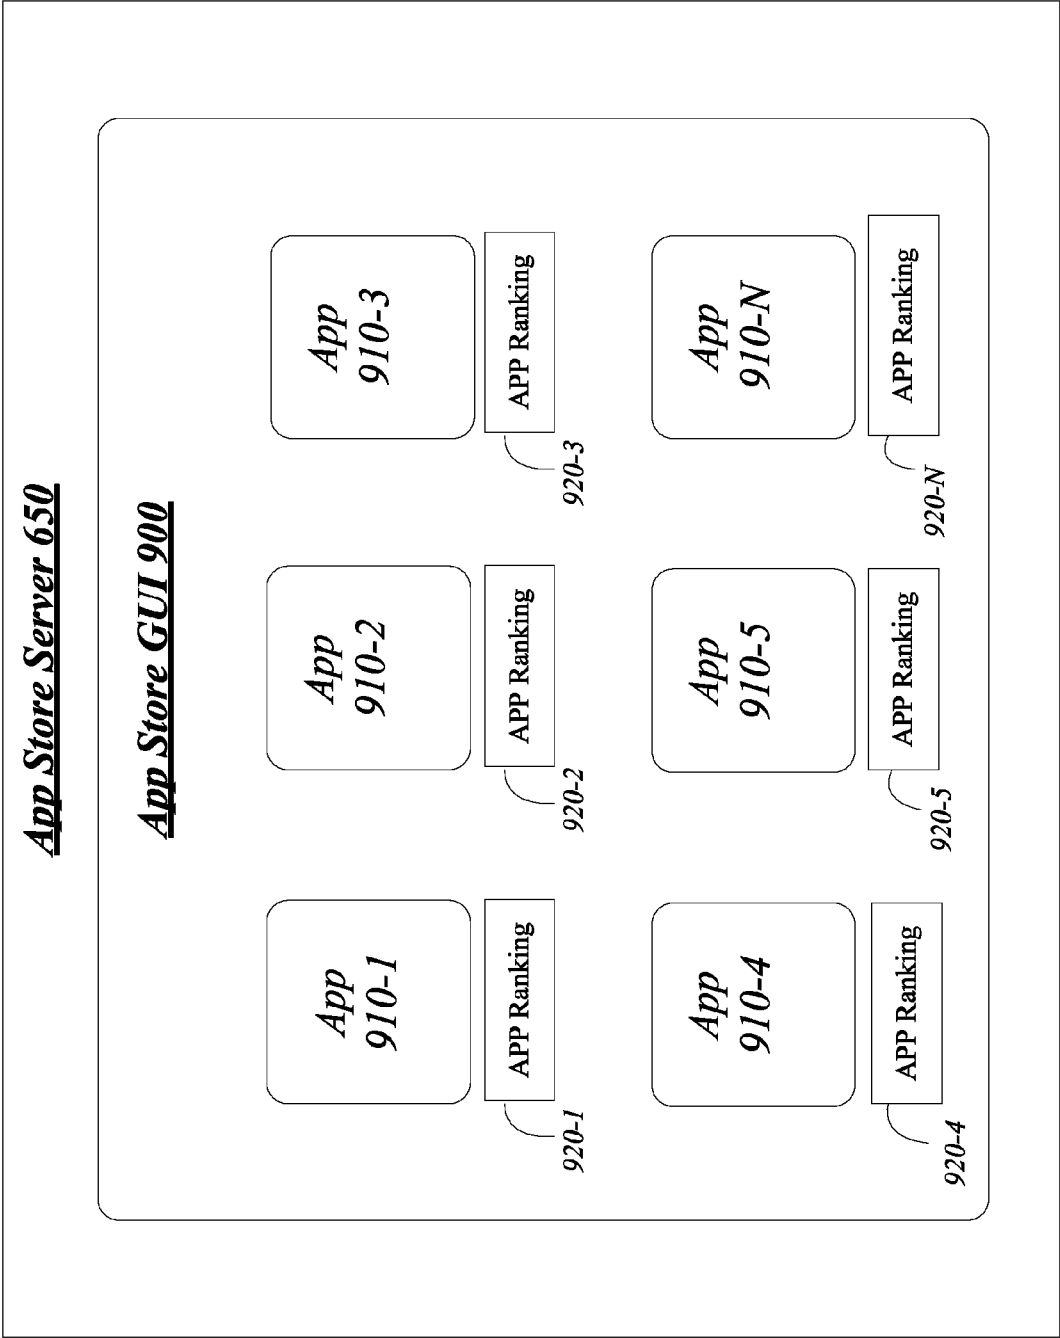 App Store Server 650
App Store GUI 900
App
910-1
App
910-2
App
910-3
APP Ranking
APP Ranking
APP Ranking
920-1
920-2
920-3
App
910-4
App
910-5
App
910-N
APP Ranking
APP Ranking
APP Ranking
920-4
920-5
920-N